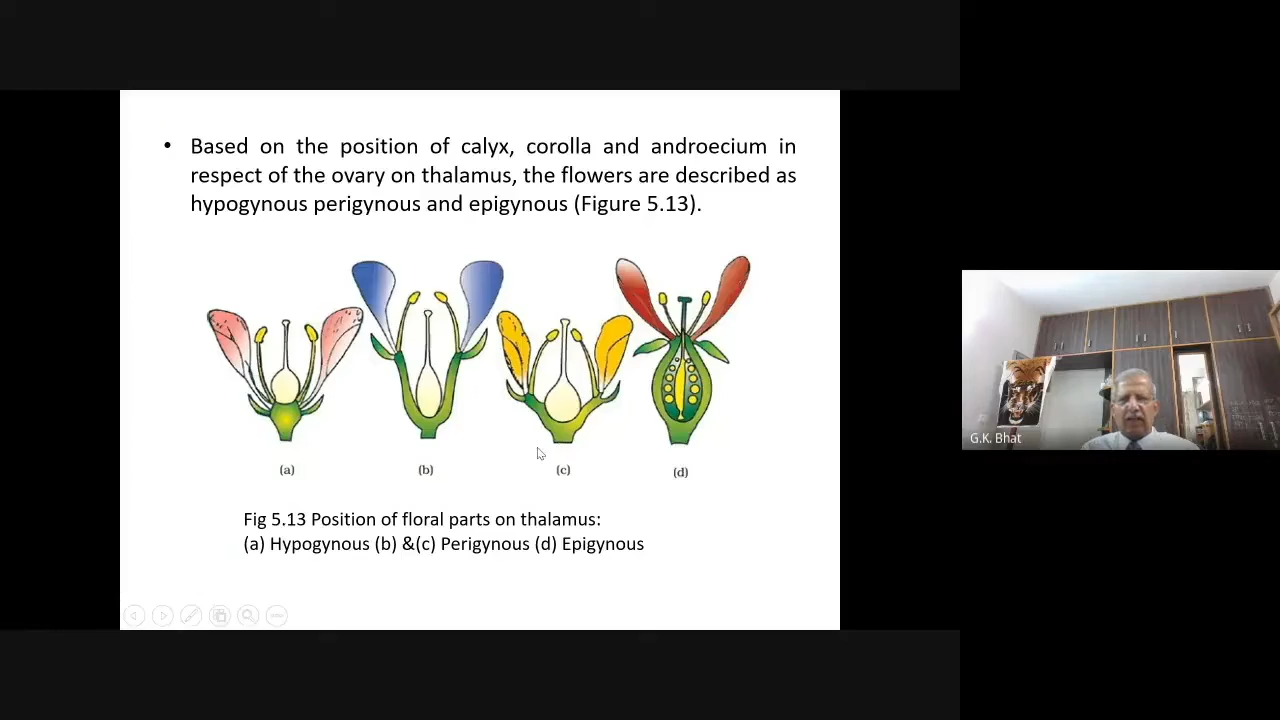 • Based on the position of calyx, corolla and androecium in
respect of the ovary on thalamus, the flowers are described as
hypogynous perigynous and epigynous (Figure 5.13).
(a)
(b)
(c)
(d)
Fig 5.13 Position of floral parts on thalamus:
(a) Hypogynous (b) &(c) Perigynous (d) Epigynous
G.K. Bhat